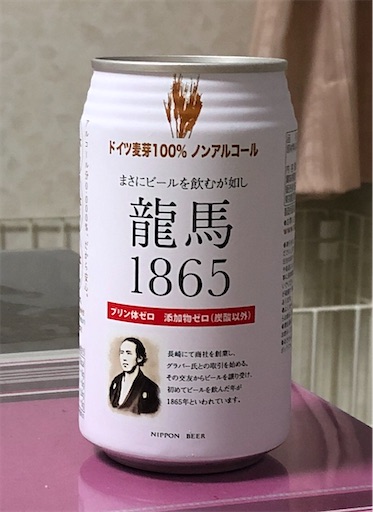 ドイツ麦芽100% ノンアルコール
まさにビールを飲むが如し
龍馬
1865
プリン体ゼロ 添加物ゼロ(炭酸以外)
長崎にて商社を創業し、
グラバー氏との取引を始める。
その交友からビールを譲り受け、
初めてビールを飲んだ年が
1865年といわれています。
NIPPON BEER